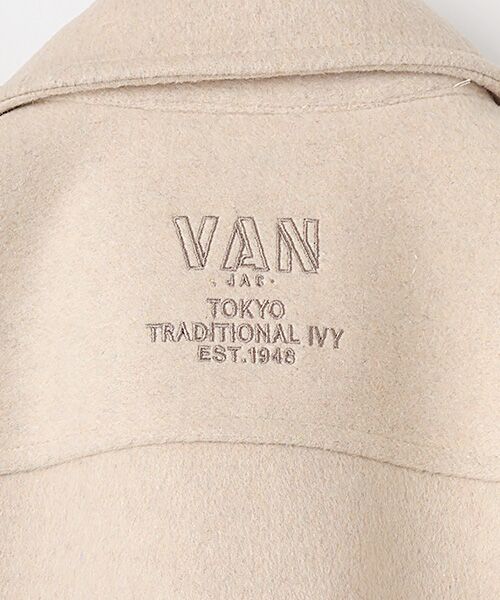 VAN
· JAC ·
TOKYO
TRADITIONAL IVY
EST.1948